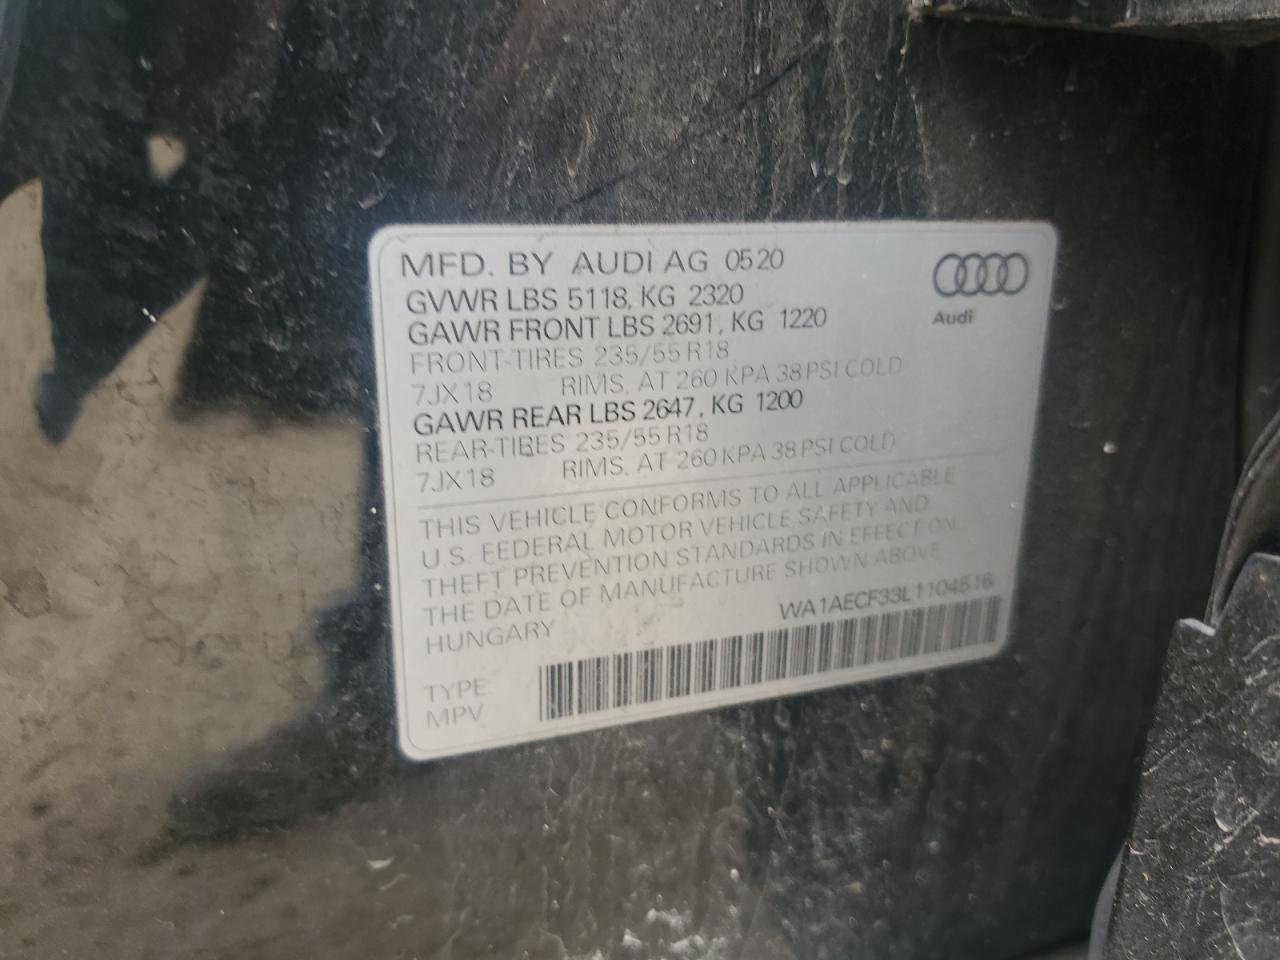 MFD. BY AUDI AG 0520
GVWR LBS 5118, KG 2320
GAWR FRONT LBS 2691, KG 1220
FRONT-TIRES 235/55 R18
7JX18 RIMS, AT 260 KPA 38 PSI COLD
GAWR REAR LBS 2647, KG 1200
REAR-TIRES 235/55 R18
7JX18 RIMS, AT 260 KPA 38 PSI COLD
Audi
THIS VEHICLE CONFORMS TO ALL APPLICABLE
U.S. FEDERAL MOTOR VEHICLE SAFETY AND
THEFT PREVENTION STANDARDS IN EFFECT ON
THE DATE OF MANUFACTURE SHOWN ABOVE
HUNGARY
WA1AECF33L1104516
TYPE
MPV